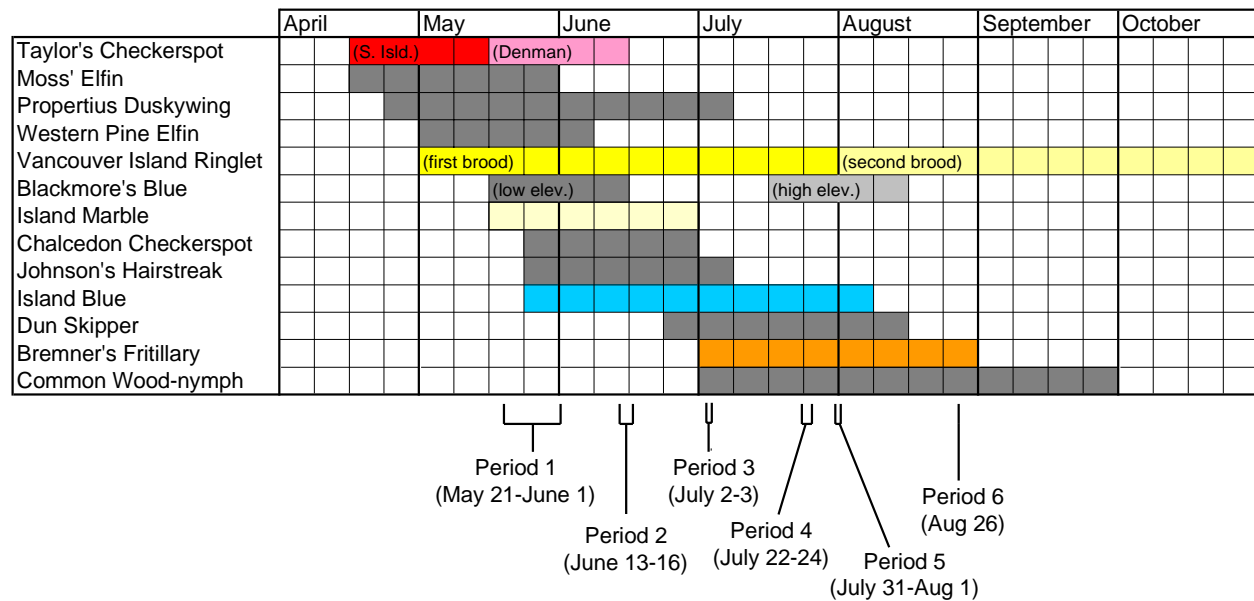 April May June July August September October
Taylor's Checkerspot (S. Isld.) (Denman)
Moss' Elfin
Propertius Duskywing
Western Pine Elfin
Vancouver Island Ringlet (first brood) (second brood)
Blackmore's Blue (low elev.) (high elev.)
Island Marble
Chalcedon Checkerspot
Johnson's Hairstreak
Island Blue
Dun Skipper
Bremner's Fritillary
Common Wood-nymph
Period 1
(May 21-June 1)
Period 2
(June 13-16)
Period 3
(July 2-3)
Period 4
(July 22-24)
Period 5
(July 31-Aug 1)
Period 6
(Aug 26)